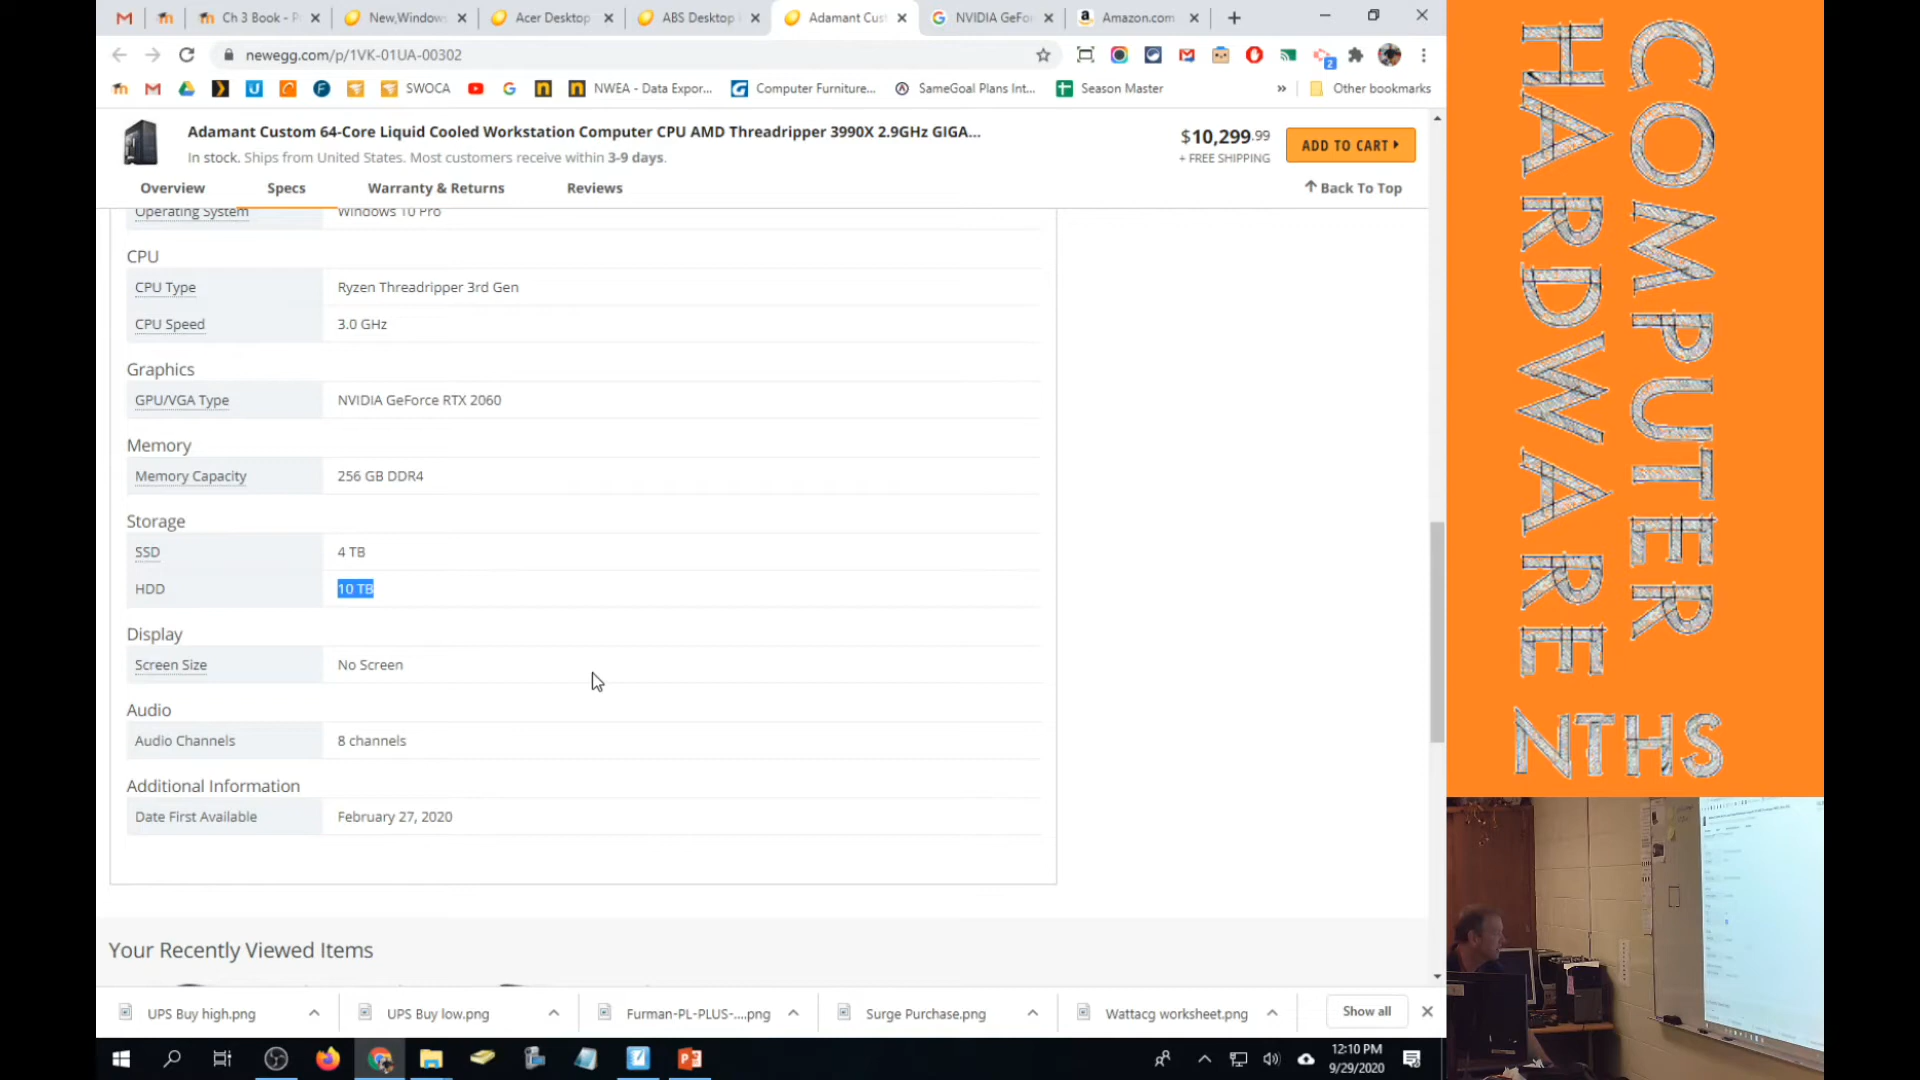 Ch 3 Book - P
New,Window
Acer Desktop
ABS Desktop
Adamant Cus
NVIDIA GeFo
Amazon.com
newegg.com/p/1VK-01UA-00302
2
SWOCA
NWEA - Data Expor...
Computer Furniture...
SameGoal Plans Int...
Season Master
»
Other bookmarks
Adamant Custom 64-Core Liquid Cooled Workstation Computer CPU AMD Threadripper 3990X 2.9GHz GIGA...
In stock. Ships from United States. Most customers receive within 3-9 days.
$10,299.99
+ FREE SHIPPING
ADD TO CART
Overview
Specs
Warranty & Returns
Reviews
Back To Top
Operating System Windows 10 Pro
CPU
CPU Type Ryzen Threadripper 3rd Gen
CPU Speed 3.0 GHz
Graphics
GPU/VGA Type NVIDIA GeForce RTX 2060
Memory
Memory Capacity 256 GB DDR4
Storage
SSD 4 TB
HDD 10 TB
Display
Screen Size No Screen
Audio
Audio Channels 8 channels
Additional Information
Date First Available February 27, 2020
Your Recently Viewed Items
UPS Buy high.png
UPS Buy low.png
Furman-PL-PLUS-....png
Surge Purchase.png
Wattacg worksheet.png
Show all
12:10 PM
9/29/2020
COMPUTER
HARDWARE
NTHS